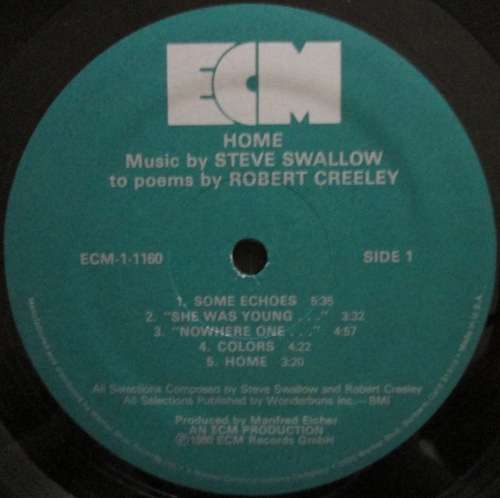 ECM
HOME
Music by STEVE SWALLOW
to poems by ROBERT CREELEY
ECM-1-1160
SIDE 1
1. SOME ECHOES 5:35
2. "SHE WAS YOUNG . . ." 3:32
3. "NOWHERE ONE . . ." 4:57
4. COLORS 4:22
5. HOME 3:20
All Selections Composed by Steve Swallow and Robert Creeley
All Selections Published by Wonderbuns Inc.—BMI
Produced by Manfred Eicher
AN ECM PRODUCTION
Ⓟ1980 ECM Records GmbH